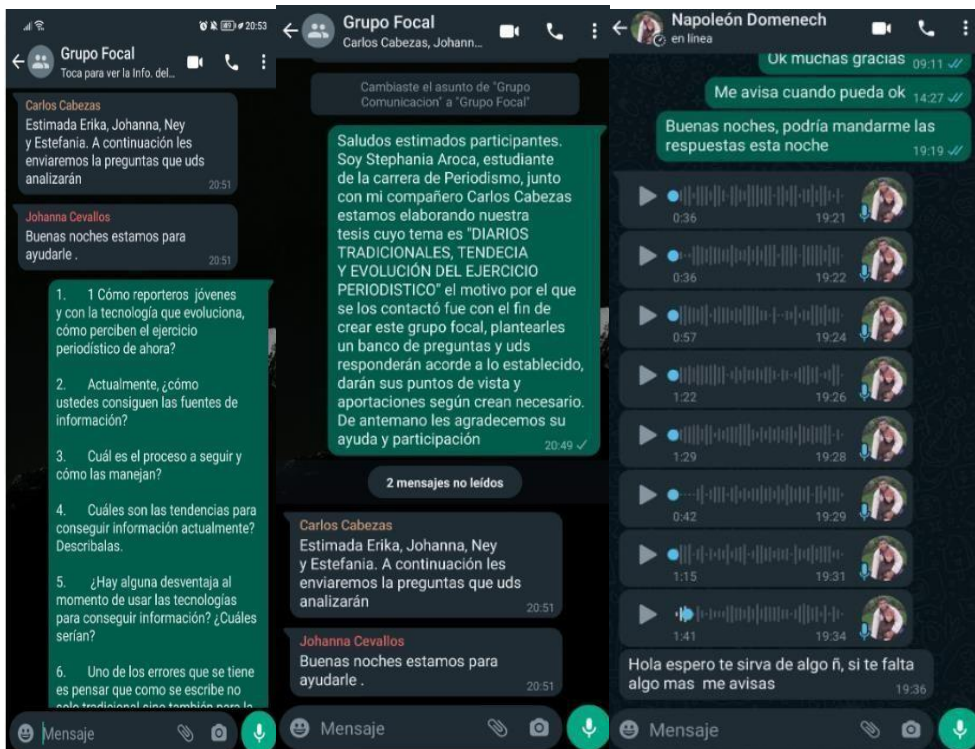 20:53
Grupo Focal
Toca para ver la Info. del...
Carlos Cabezas
Estimada Erika, Johanna, Ney
y Estefania. A continuación les
enviaremos la preguntas que uds
analizarán
20:51
Johanna Cevallos
Buenas noches estamos para
ayudarle .
20:51
1. 1 Cómo reporteros jóvenes
y con la tecnología que evoluciona,
cómo perciben el ejercicio
periodístico de ahora?
2. Actualmente, ¿cómo
ustedes consiguen las fuentes de
información?
3. Cuál es el proceso a seguir y
cómo las manejan?
4. Cuáles son las tendencias para
conseguir información actualmente?
Describalas.
5. ¿Hay alguna desventaja al
momento de usar las tecnologías
para conseguir información? ¿Cuáles
serían?
6. Uno de los errores que se tiene
es pensar que como se escribe no
solo tradicional sino también para la
Mensaje
Grupo Focal
Carlos Cabezas, Johann...
Cambiaste el asunto de "Grupo
Comunicacion" a "Grupo Focal"
Saludos estimados participantes.
Soy Stephania Aroca, estudiante
de la carrera de Periodismo, junto
con mi compañero Carlos Cabezas
estamos elaborando nuestra
tesis cuyo tema es "DIARIOS
TRADICIONALES, TENDECIA
Y EVOLUCIÓN DEL EJERCICIO
PERIODISTICO" el motivo por el que
se los contactó fue con el fin de
crear este grupo focal, plantearles
un banco de preguntas y uds
responderán acorde a lo establecido,
darán sus puntos de vista y
aportaciones según crean necesario.
De antemano les agradecemos su
ayuda y participación
20:49
2 mensajes no leídos
Carlos Cabezas
Estimada Erika, Johanna, Ney
y Estefania. A continuación les
enviaremos la preguntas que uds
analizarán
20:51
Johanna Cevallos
Buenas noches estamos para
ayudarle .
20:51
Mensaje
Napoleón Domenech
en línea
Ok muchas gracias 09:11
Me avisa cuando pueda ok 14:27
Buenas noches, podría mandarme las
respuestas esta noche
19:19
0:36 19:21
0:36 19:22
0:57 19:24
1:22 19:26
1:29 19:28
0:42 19:29
1:15 19:31
1:41 19:34
Hola espero te sirva de algo ñ, si te falta
algo mas me avisas
19:36
Mensaje